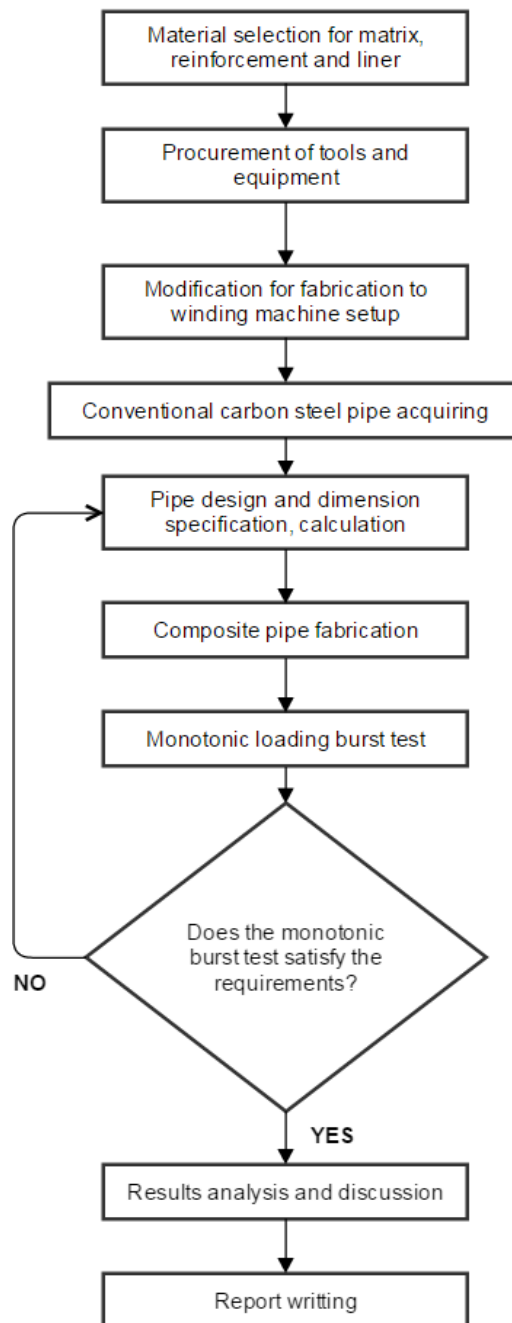 Material selection for matrix,
reinforcement and liner
Procurement of tools and
equipment
Modification for fabrication to
winding machine setup
Conventional carbon steel pipe acquiring
Pipe design and dimension
specification, calculation
Composite pipe fabrication
Monotonic loading burst test
Does the monotonic
burst test satisfy the
requirements?
NO
YES
Results analysis and discussion
Report writting